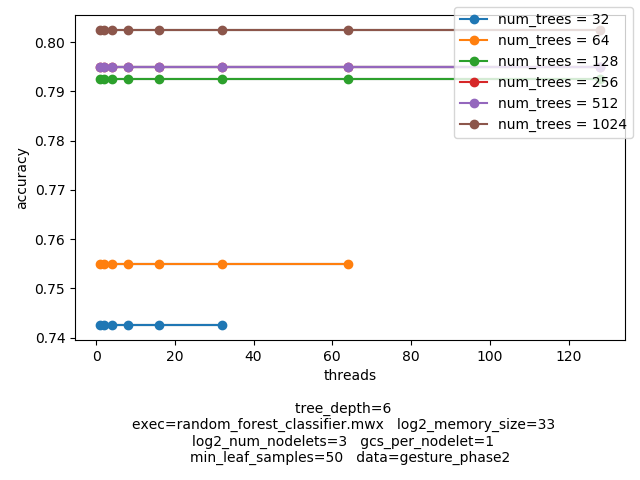 num_trees = 32
num_trees = 64
num_trees = 128
num_trees = 256
num_trees = 512
num_trees = 1024
0.80
0.79
0.78
0.77
0.76
0.75
0.74
accuracy
0 20 40 60 80 100 120
threads
tree_depth=6
exec=random_forest_classifier.mwx log2_memory_size=33
log2_num_nodelets=3 gcs_per_nodelet=1
min_leaf_samples=50 data=gesture_phase2